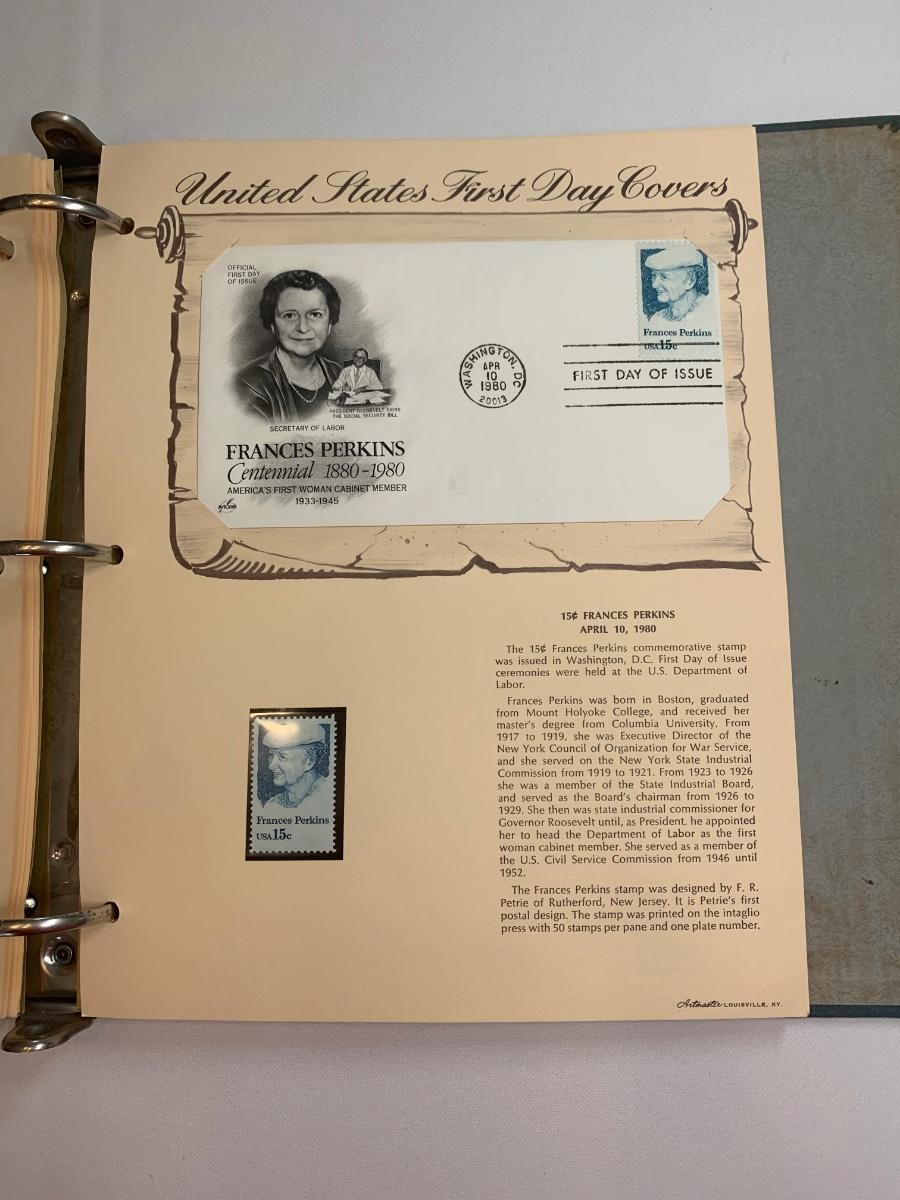 United States First Day Covers
OFFICIAL
FIRST DAY
OF ISSUE
PRESIDENT ROOSEVELT SIGNS
THE SOCIAL SECURITY BILL
SECRETARY OF LABOR
FRANCES PERKINS
Centennial 1880-1980
AMERICA'S FIRST WOMAN CABINET MEMBER
1933-1945
ArtCraft
WASHINGTON, DC
APR
10
1980
20013
Frances Perkins
USA 15c
FIRST DAY OF ISSUE
Frances Perkins
USA 15c
15¢ FRANCES PERKINS
APRIL 10, 1980
The 15¢ Frances Perkins commemorative stamp
was issued in Washington, D.C. First Day of Issue
ceremonies were held at the U.S. Department of
Labor.
Frances Perkins was born in Boston, graduated
from Mount Holyoke College, and received her
master's degree from Columbia University. From
1917 to 1919, she was Executive Director of the
New York Council of Organization for War Service,
and she served on the New York State Industrial
Commission from 1919 to 1921. From 1923 to 1926
she was a member of the State Industrial Board,
and served as the Board's chairman from 1926 to
1929. She then was state industrial commissioner for
Governor Roosevelt until, as President, he appointed
her to head the Department of Labor as the first
woman cabinet member. She served as a member of
the U.S. Civil Service Commission from 1946 until
1952.
The Frances Perkins stamp was designed by F. R.
Petrie of Rutherford, New Jersey. It is Petrie's first
postal design. The stamp was printed on the intaglio
press with 50 stamps per pane and one plate number.
Artmaster LOUISVILLE, KY.